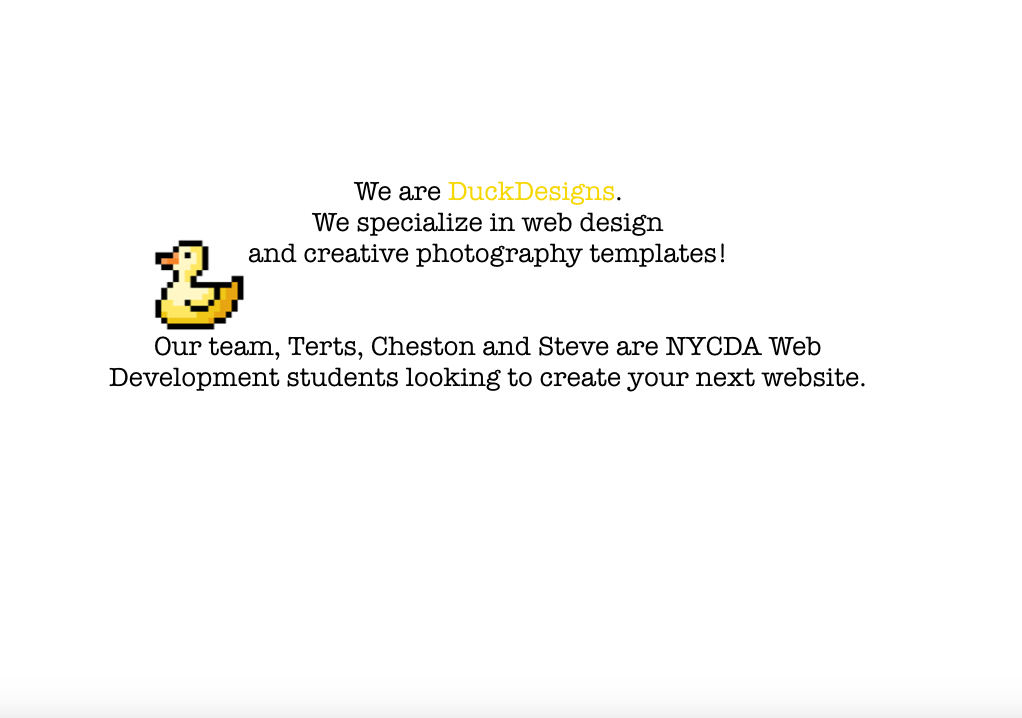 We are DuckDesigns.
We specialize in web design
and creative photography templates!
Our team, Terts, Cheston and Steve are NYCDA Web
Development students looking to create your next website.